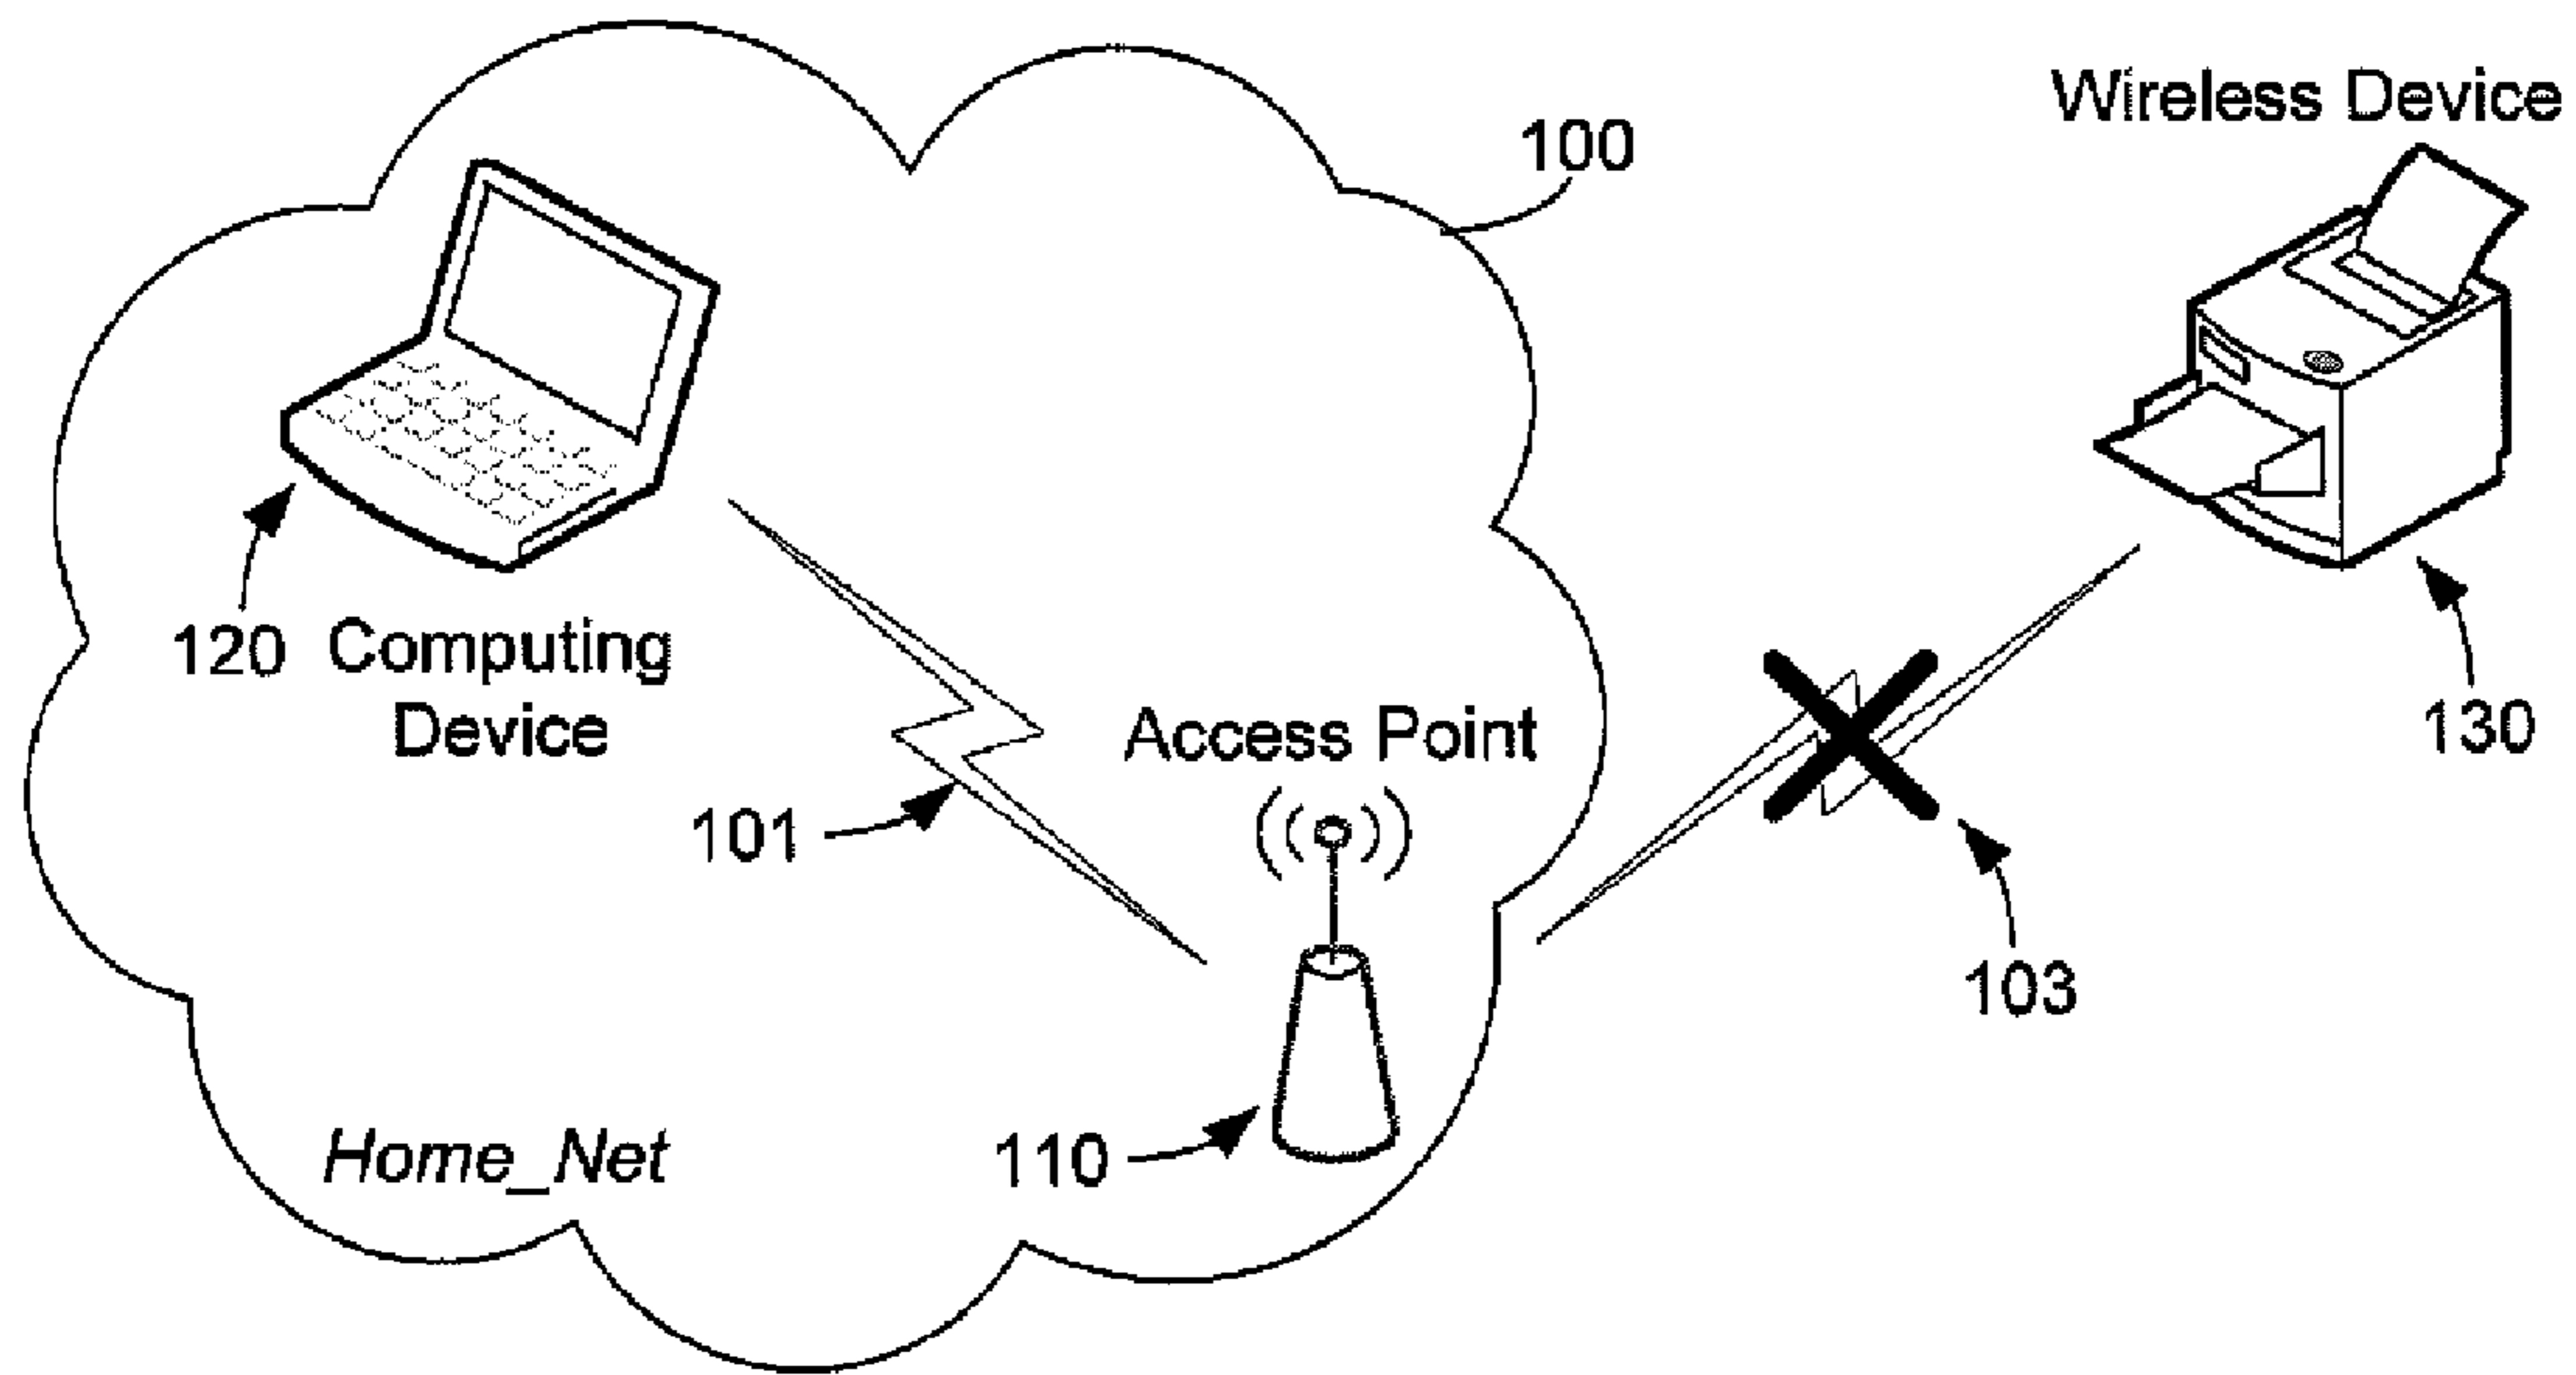 Wireless Device
100
120 Computing
Device
Access Point
130
101
103
110
Home_Net